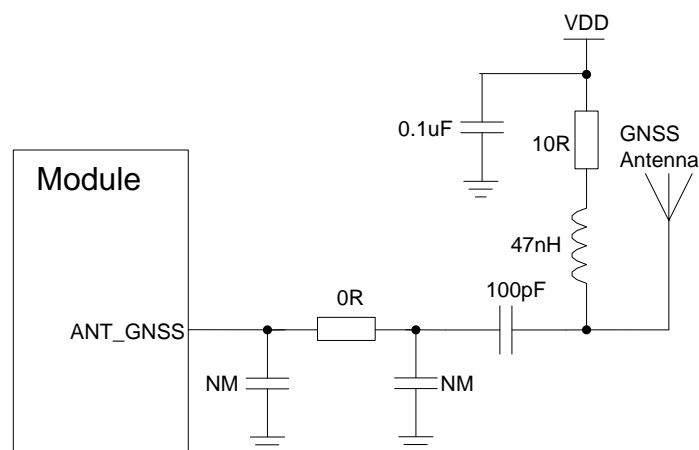 VDD
0.1uF
10R
GNSS
Antenna
Module
47nH
0R
100pF
ANT_GNSS
NM
NM